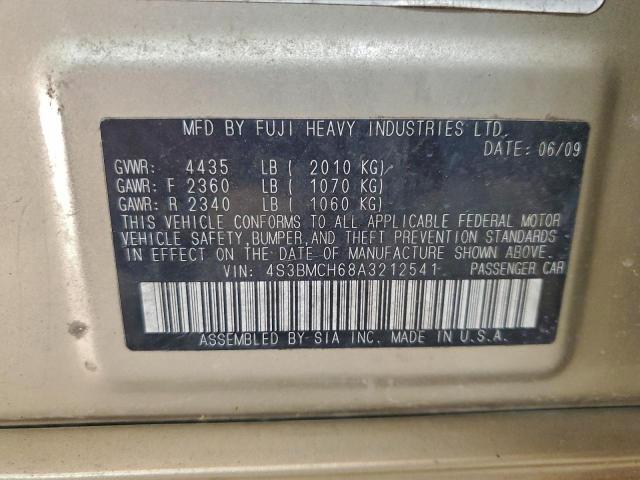 MFD BY FUJI HEAVY INDUSTRIES LTD.
DATE: 06/09
GVWR: 4435 LB ( 2010 KG)
GAWR: F 2360 LB ( 1070 KG)
GAWR: R 2340 LB ( 1060 KG)
THIS VEHICLE CONFORMS TO ALL APPLICABLE FEDERAL MOTOR
VEHICLE SAFETY, BUMPER, AND THEFT PREVENTION STANDARDS
IN EFFECT ON THE DATE OF MANUFACTURE SHOWN ABOVE.
VIN: 4S3BMCH68A3212541 PASSENGER CAR
ASSEMBLED BY SIA INC. MADE IN U.S.A.